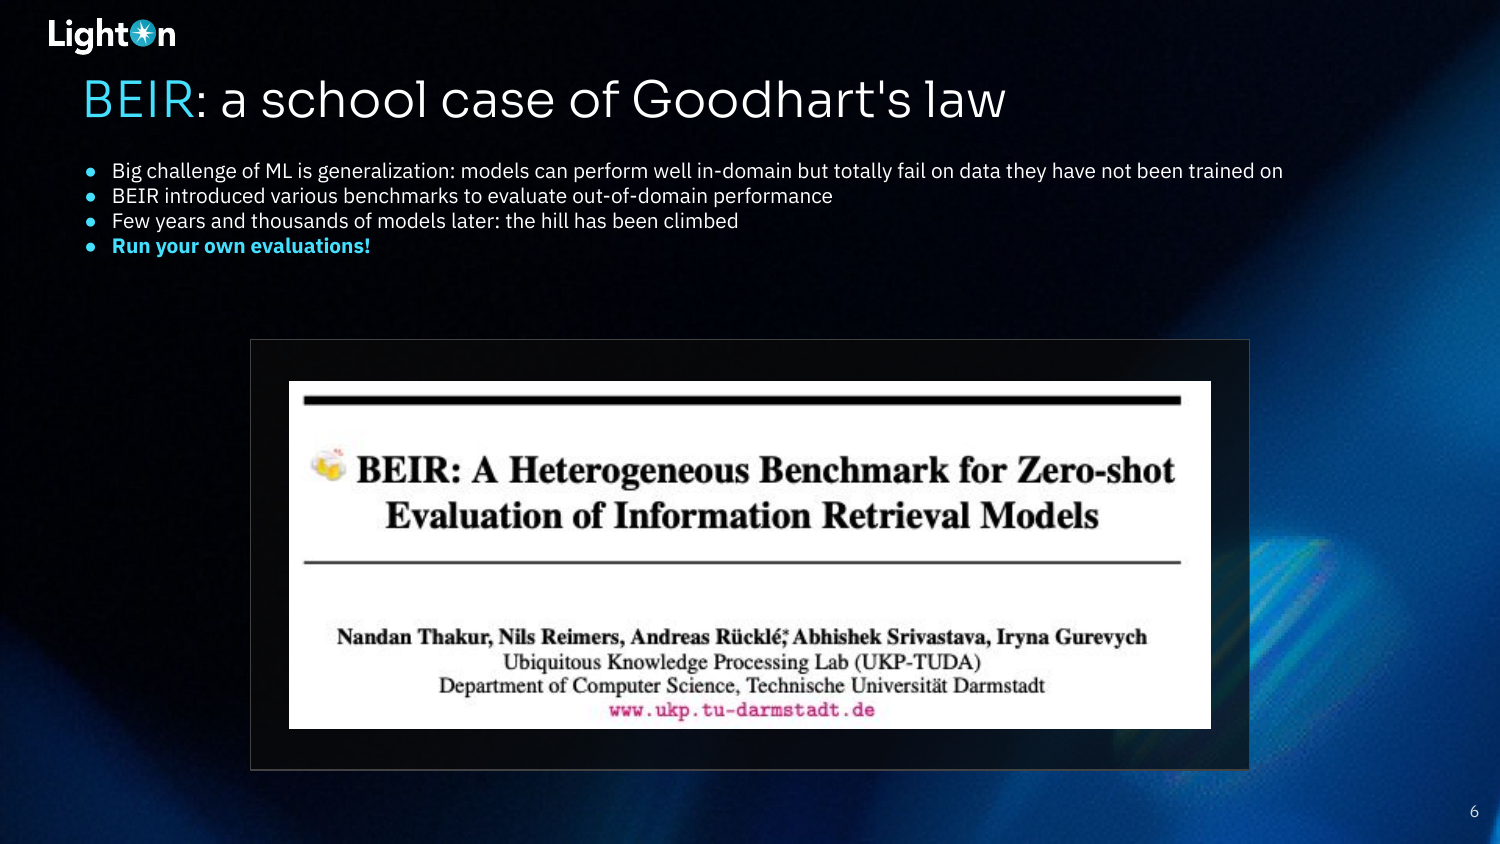 LightOn
BEIR: a school case of Goodhart's law
● Big challenge of ML is generalization: models can perform well in-domain but totally fail on data they have not been trained on
● BEIR introduced various benchmarks to evaluate out-of-domain performance
● Few years and thousands of models later: the hill has been climbed
● Run your own evaluations!
🍻 BEIR: A Heterogeneous Benchmark for Zero-shot
Evaluation of Information Retrieval Models
Nandan Thakur, Nils Reimers, Andreas Rücklé,* Abhishek Srivastava, Iryna Gurevych
Ubiquitous Knowledge Processing Lab (UKP-TUDA)
Department of Computer Science, Technische Universität Darmstadt
www.ukp.tu-darmstadt.de
6